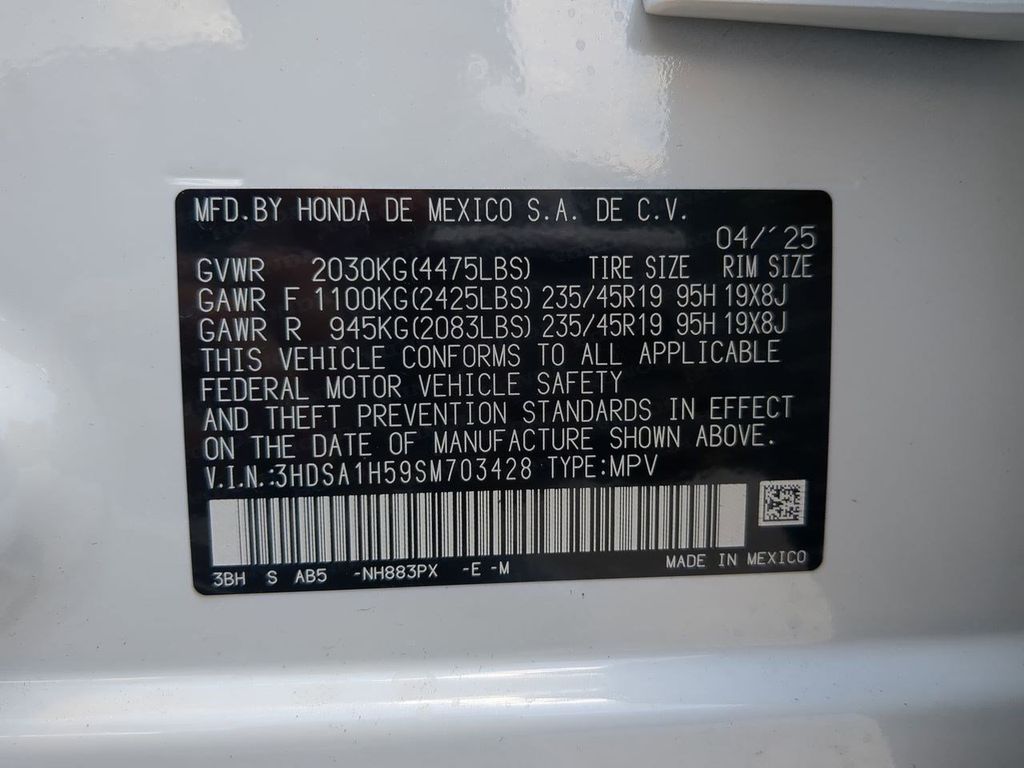 MFD.BY HONDA DE MEXICO S.A. DE C.V.
04/´25
GVWR 2030KG(4475LBS) TIRE SIZE RIM SIZE
GAWR F 1100KG(2425LBS) 235/45R19 95H 19X8J
GAWR R 945KG(2083LBS) 235/45R19 95H 19X8J
THIS VEHICLE CONFORMS TO ALL APPLICABLE
FEDERAL MOTOR VEHICLE SAFETY
AND THEFT PREVENTION STANDARDS IN EFFECT
ON THE DATE OF MANUFACTURE SHOWN ABOVE.
V.I.N.:3HDSA1H59SM703428 TYPE:MPV
3BH S AB5 -NH883PX -E -M MADE IN MEXICO